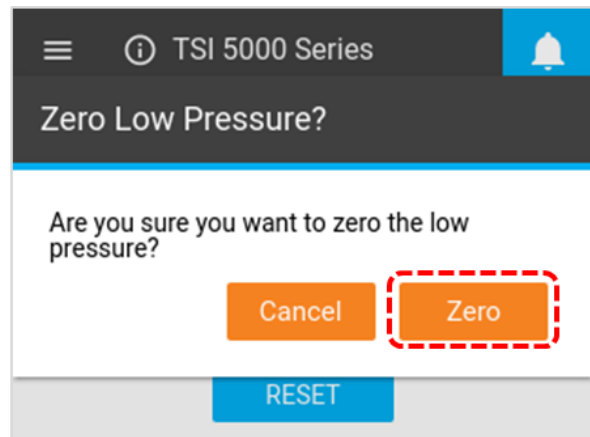 TSI 5000 Series
Zero Low Pressure?
Are you sure you want to zero the low
pressure?
Cancel Zero
RESET